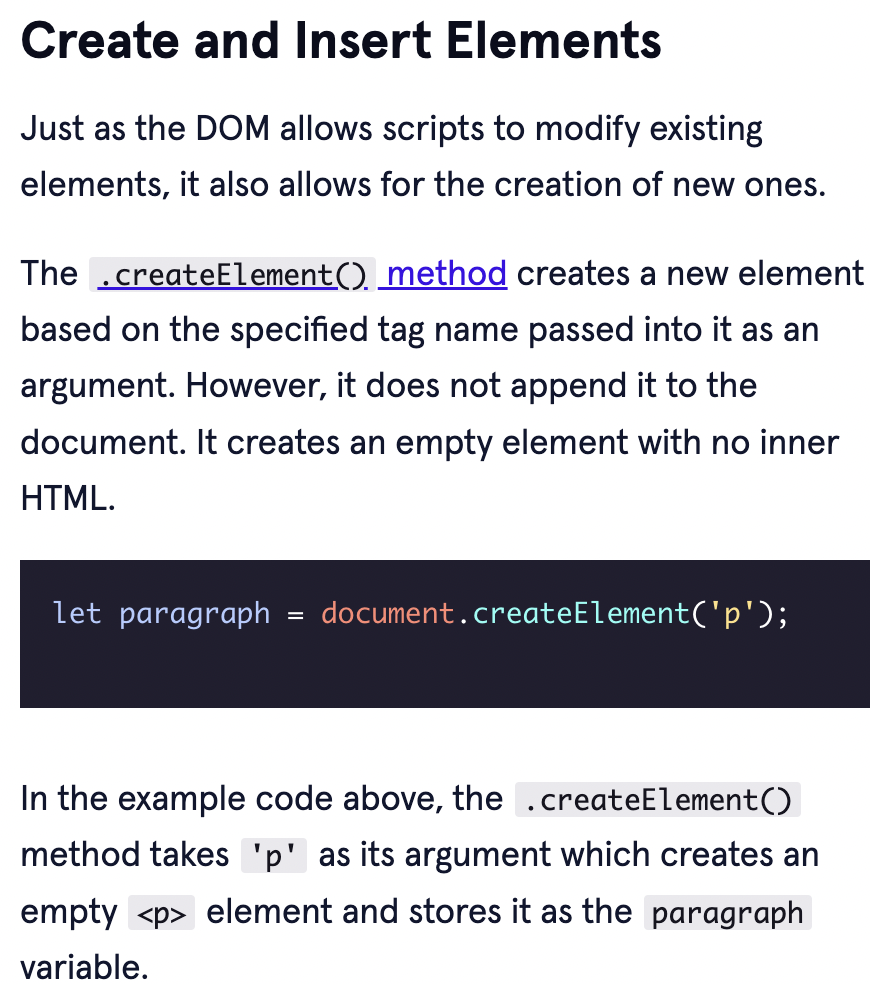 Create and Insert Elements
Just as the DOM allows scripts to modify existing
elements, it also allows for the creation of new ones.
The .createElement() method creates a new element
based on the specified tag name passed into it as an
argument. However, it does not append it to the
document. It creates an empty element with no inner
HTML.
let paragraph = document.createElement('p');
In the example code above, the .createElement()
method takes 'p' as its argument which creates an
empty <p> element and stores it as the paragraph
variable.